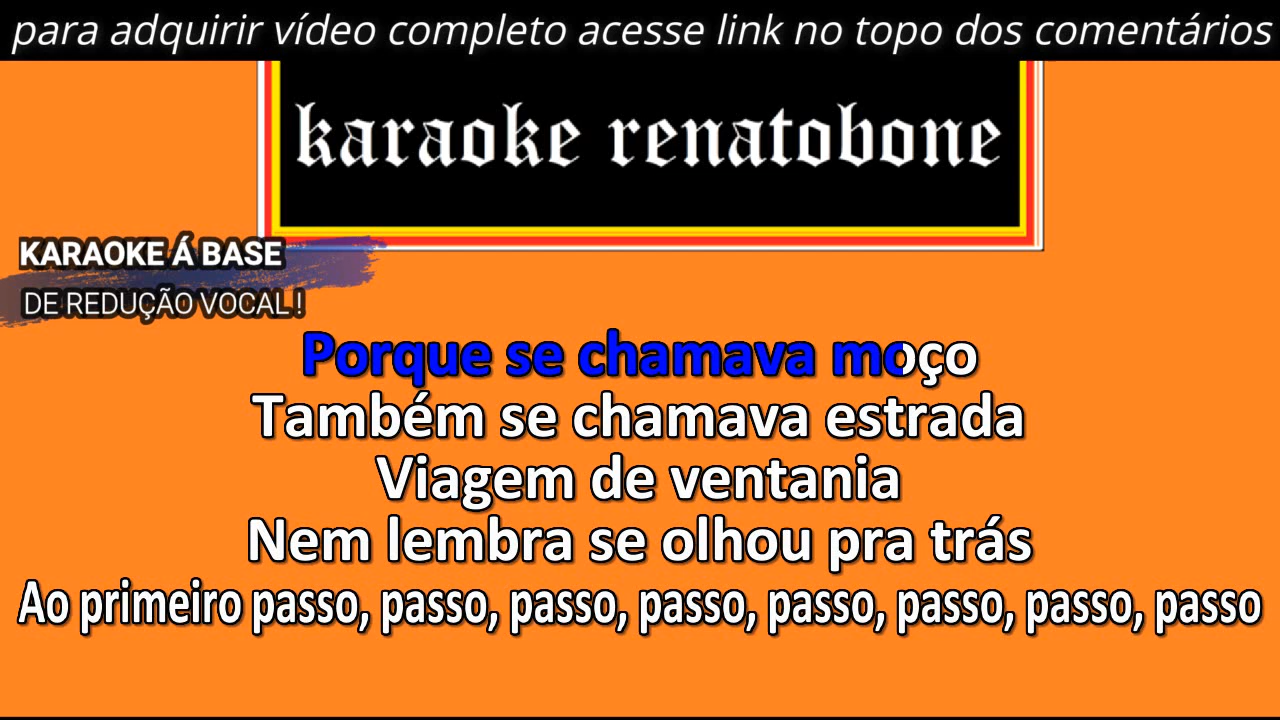 para adquirir vídeo completo acesse link no topo dos comentários
karaoke renatobone
KARAOKE Á BASE
DE REDUÇÃO VOCAL !
Porque se chamava moço
Também se chamava estrada
Viagem de ventania
Nem lembra se olhou pra trás
Ao primeiro passo, passo, passo, passo, passo, passo, passo, passo